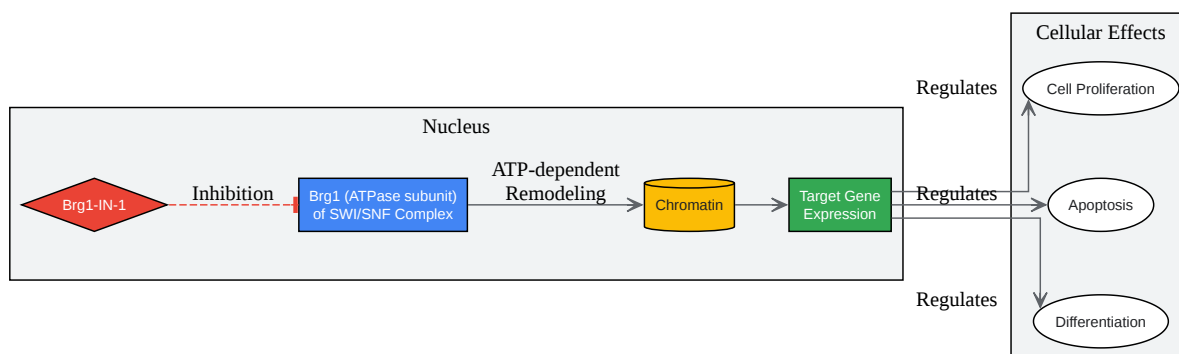 Cellular Effects
Regulates
Cell Proliferation
Nucleus
Brg1-IN-1
Inhibition
Brg1 (ATPase subunit)
of SWI/SNF Complex
ATP-dependent
Remodeling
Chromatin
Target Gene
Expression
Regulates
Apoptosis
Regulates
Differentiation